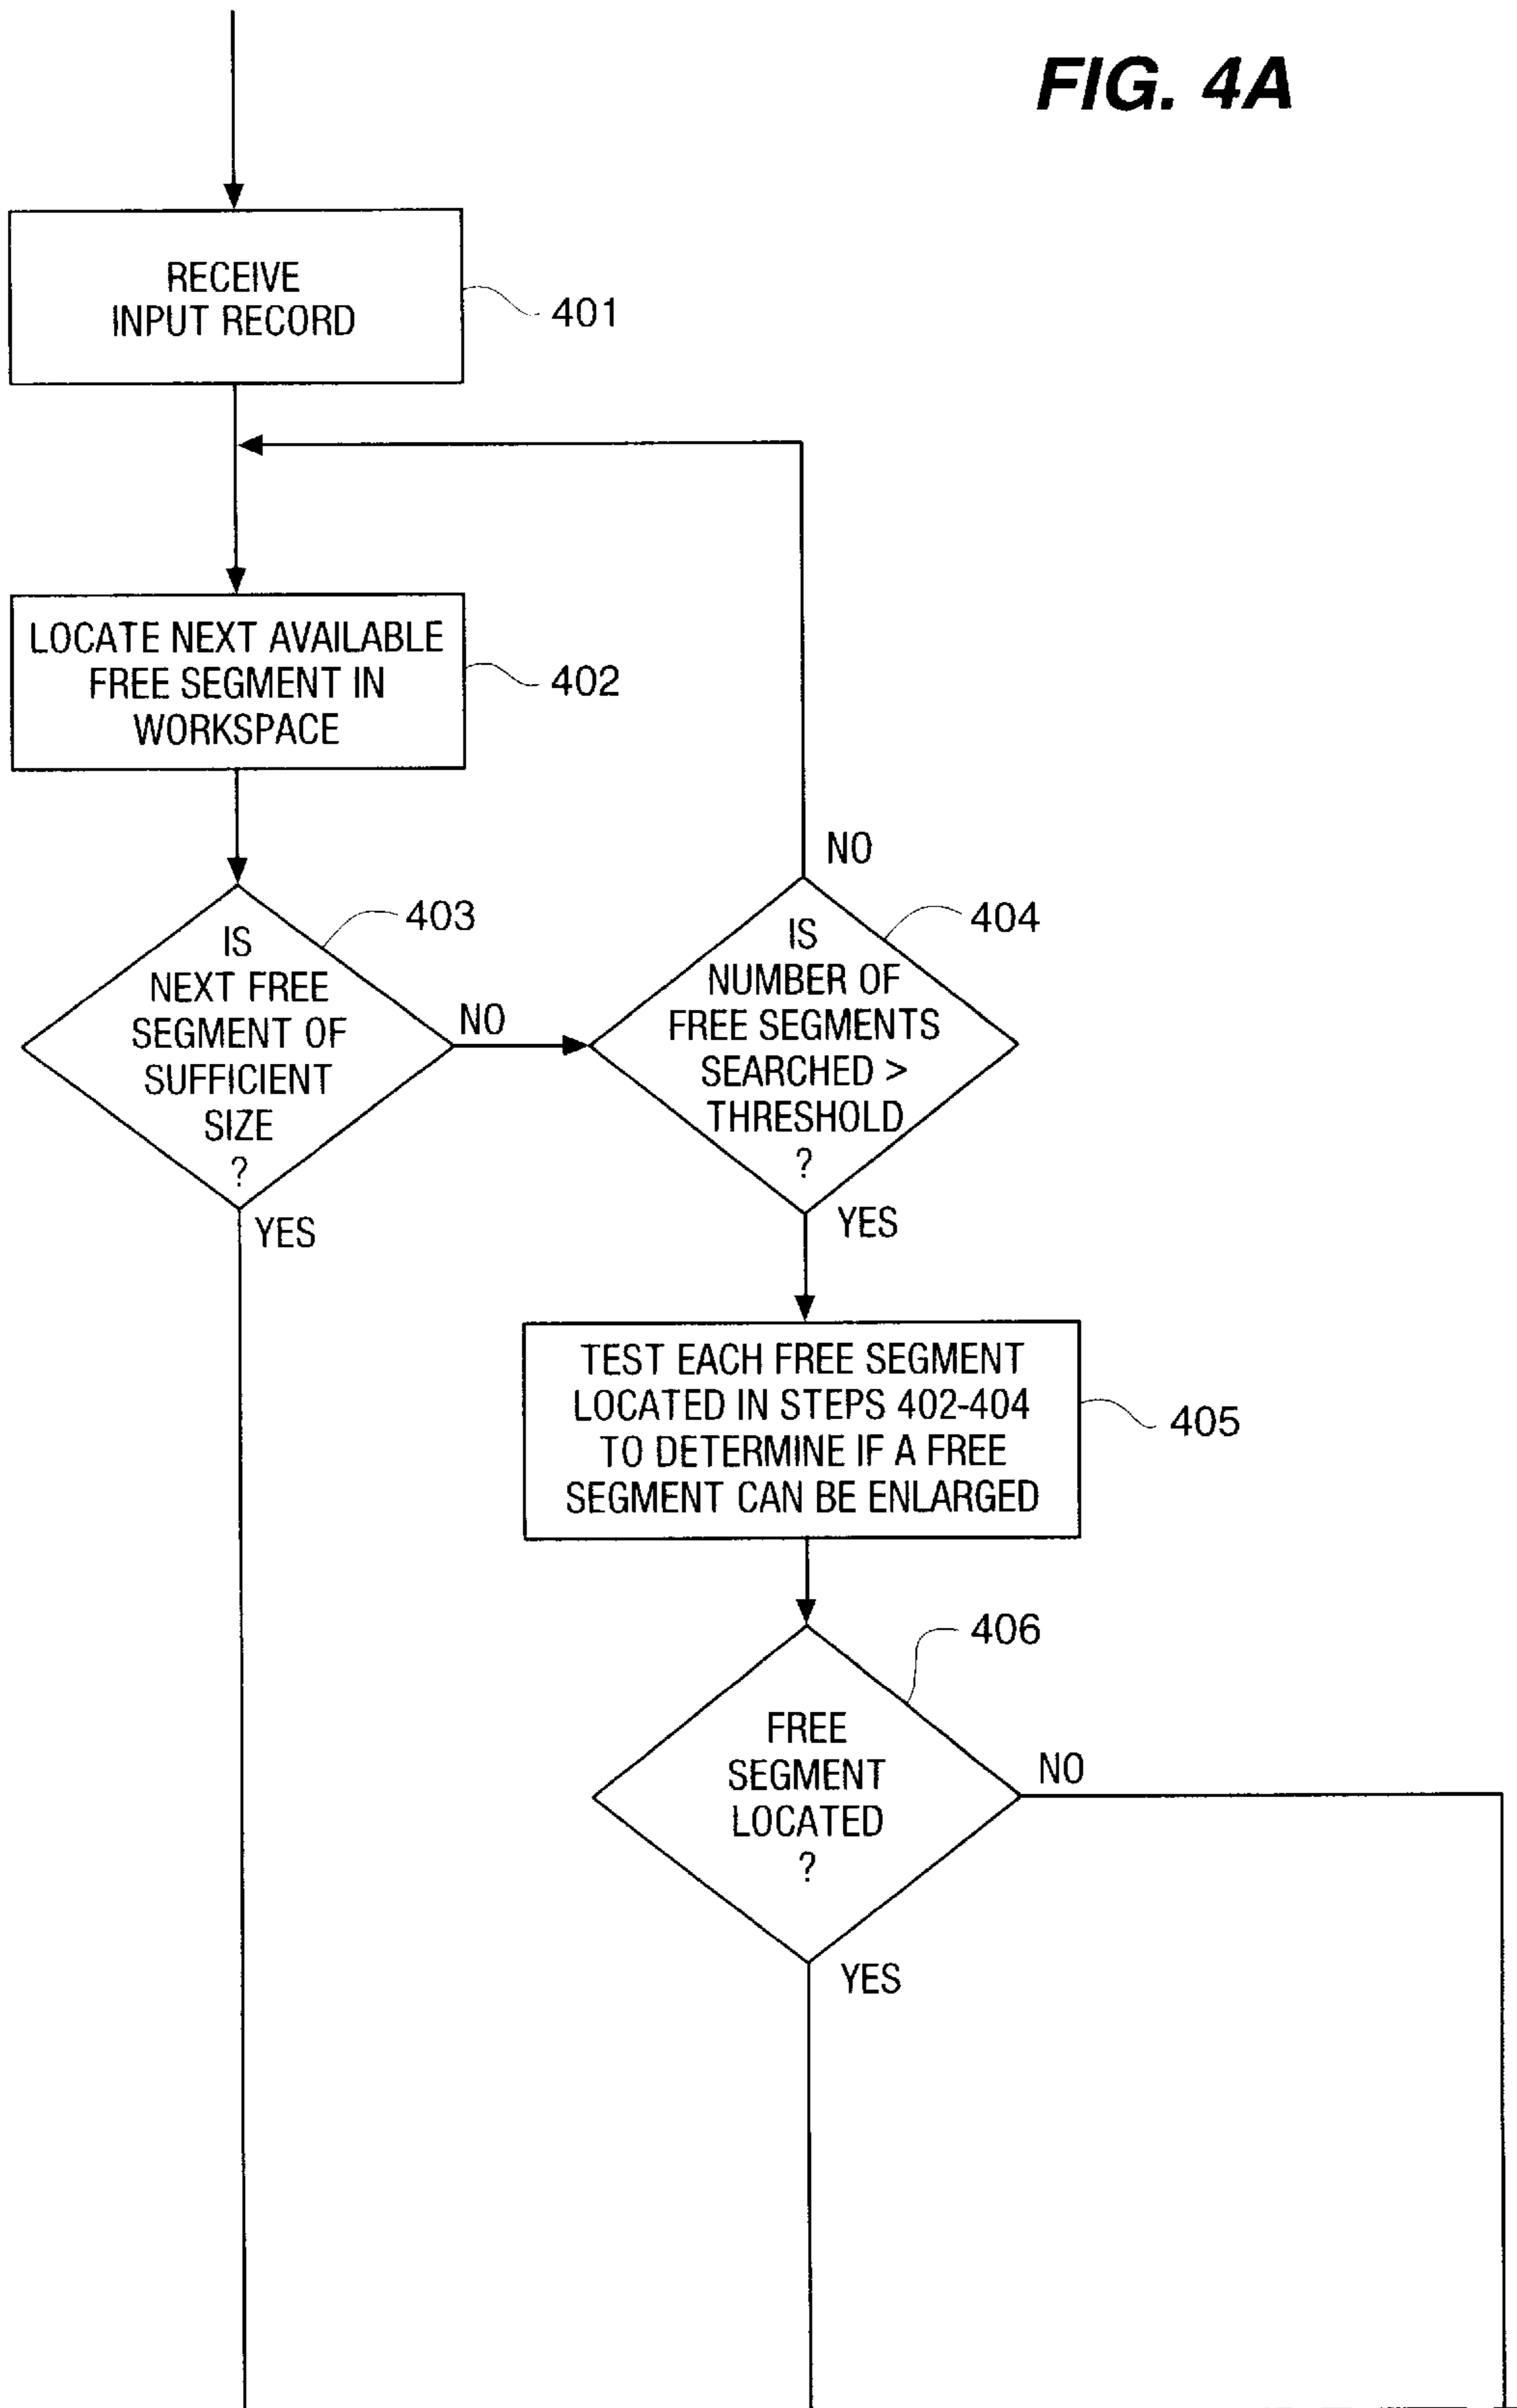 FIG. 4A
RECEIVE
INPUT RECORD
401
LOCATE NEXT AVAILABLE
FREE SEGMENT IN
WORKSPACE
402
IS
NEXT FREE
SEGMENT OF
SUFFICIENT
SIZE
?
403
NO
YES
NO
IS
NUMBER OF
FREE SEGMENTS
SEARCHED >
THRESHOLD
?
404
YES
TEST EACH FREE SEGMENT
LOCATED IN STEPS 402-404
TO DETERMINE IF A FREE
SEGMENT CAN BE ENLARGED
405
FREE
SEGMENT
LOCATED
?
406
NO
YES